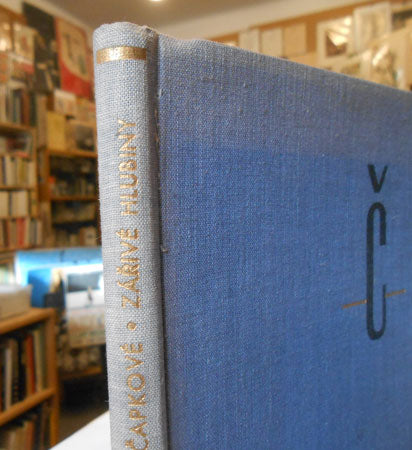 ČAPKOVÉ • ZÁŘIVÉ HLUBINY
Č